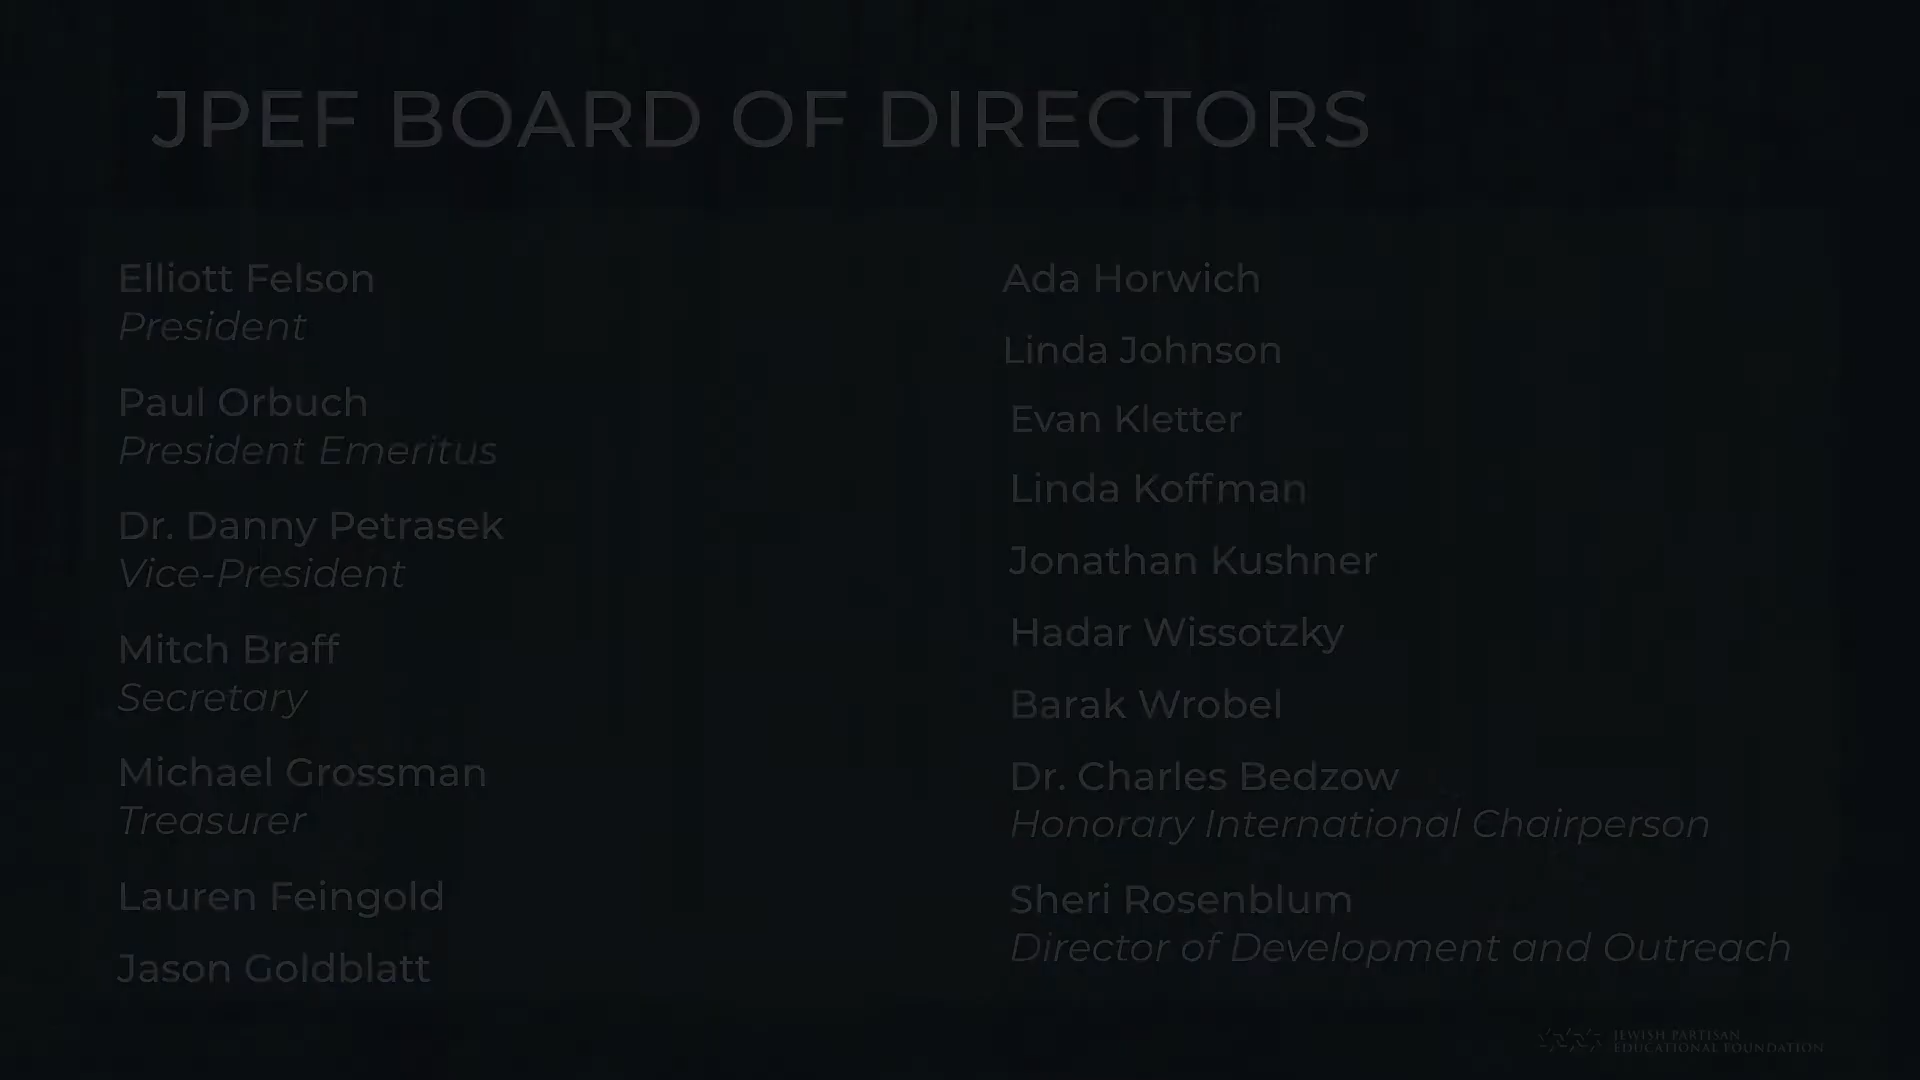 JPEF BOARD OF DIRECTORS
Elliott Felson
President
Paul Orbuch
President Emeritus
Dr. Danny Petrasek
Vice-President
Mitch Braff
Secretary
Michael Grossman
Treasurer
Lauren Feingold
Jason Goldblatt
Ada Horwich
Linda Johnson
Evan Kletter
Linda Koffman
Jonathan Kushner
Hadar Wissotzky
Barak Wrobel
Dr. Charles Bedzow
Honorary International Chairperson
Sheri Rosenblum
Director of Development and Outreach
JEWISH PARTISAN
EDUCATIONAL FOUNDATION